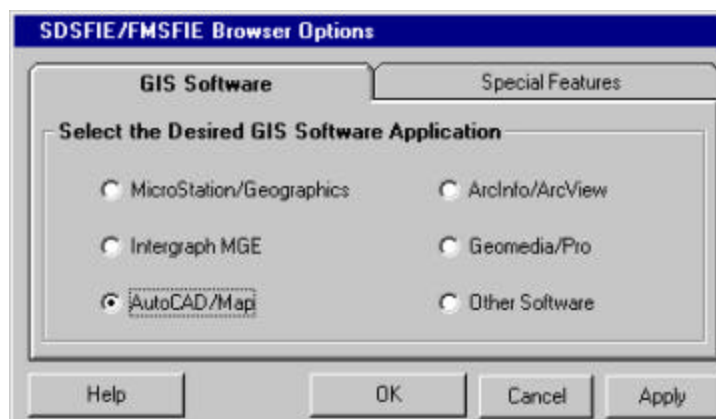 SDSFIE/FMSFIE Browser Options
GIS Software
Special Features
Select the Desired GIS Software Application
MicroStation/Geographics
ArcInfo/ArcView
Intergraph MGE
Geomedia/Pro
AutoCAD/Map
Other Software
Help
OK
Cancel
Apply